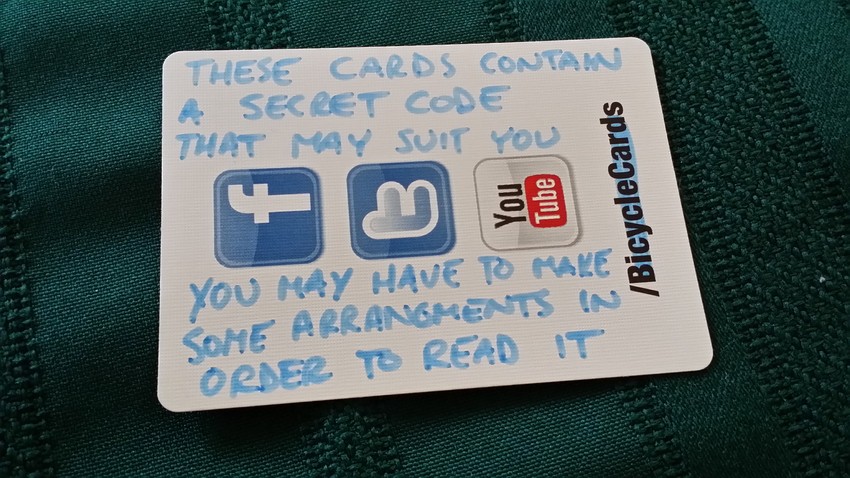 THESE CARDS CONTAIN
A SECRET CODE
THAT MAY SUIT YOU
f
t
You
Tube
/BicycleCards
YOU MAY HAVE TO MAKE
SOME ARRANGMENTS IN
ORDER TO READ IT